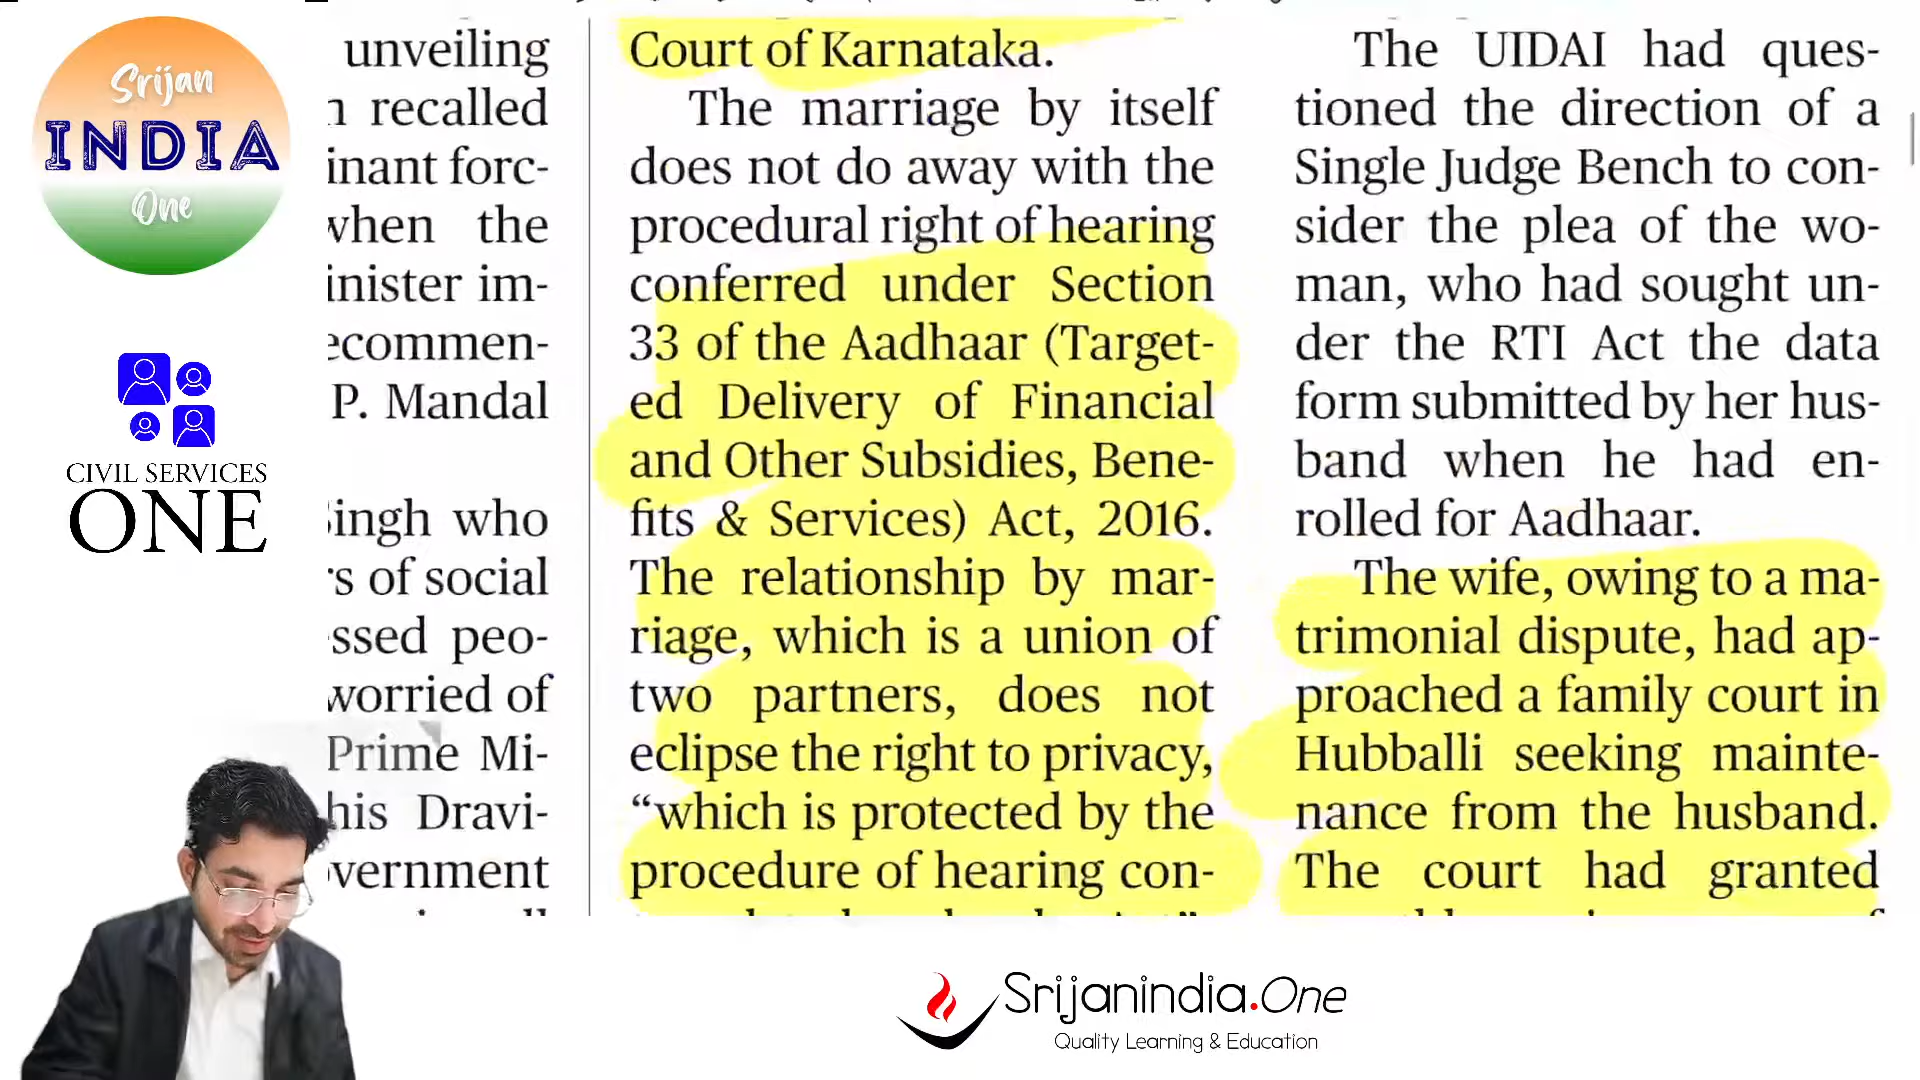 Srijan
INDIA
One
CIVIL SERVICES
ONE
unveiling
recalled
forc-
when the
im-
P. Mandal
who
of social
peo-
worried of
Prime Mi-
his Dravi-
Court of Karnataka.
The marriage by itself
does not do away with the
procedural right of hearing
conferred under Section
33 of the Aadhaar (Target-
ed Delivery of Financial
and Other Subsidies, Bene-
fits & Services) Act, 2016.
The relationship by mar-
riage, which is a union of
two partners, does not
eclipse the right to privacy,
“which is protected by the
procedure of hearing con-
The UIDAI had ques-
tioned the direction of a
Single Judge Bench to con-
sider the plea of the wo-
man, who had sought un-
der the RTI Act the data
form submitted by her hus-
band when he had en-
rolled for Aadhaar.
The wife, owing to a ma-
trimonial dispute, had ap-
proached a family court in
Hubballi seeking mainte-
nance from the husband.
The court had granted
Srijanindia.One
Quality Learning & Education